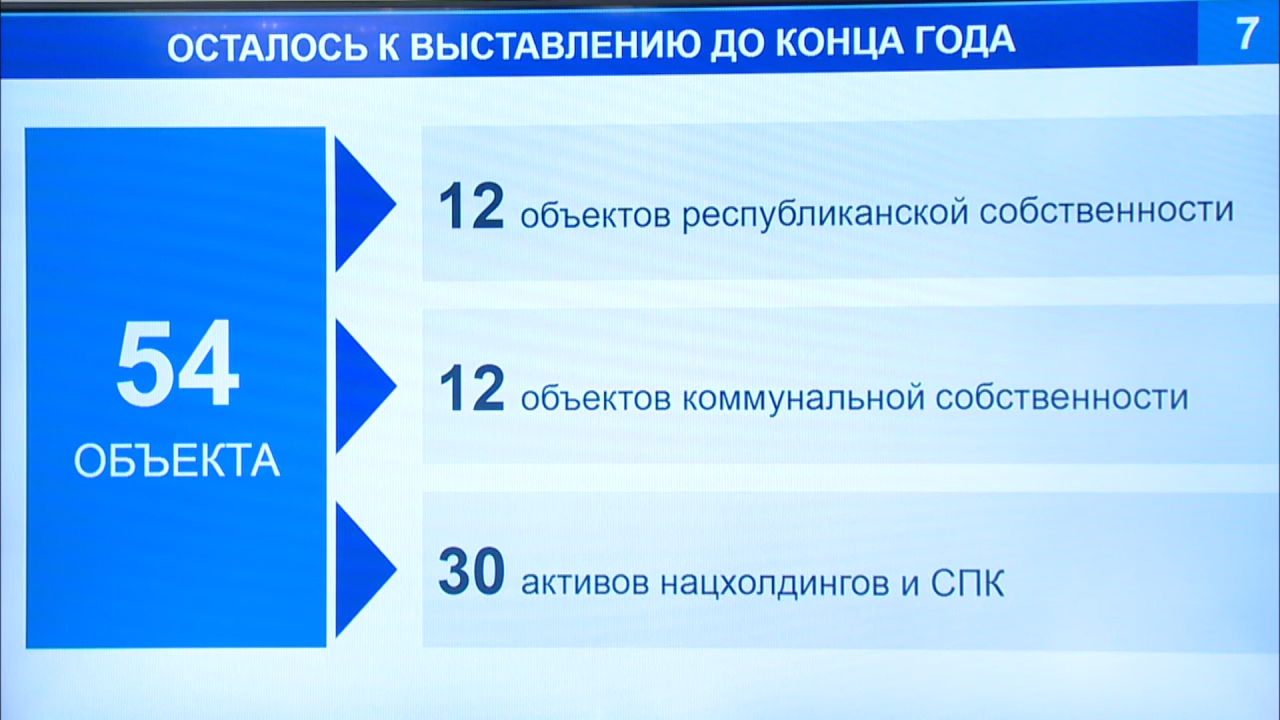 ОСТАЛОСЬ К ВЫСТАВЛЕНИЮ ДО КОНЦА ГОДА
7
54
ОБЪЕКТА
12 объектов республиканской собственности
12 объектов коммунальной собственности
30 активов нацхолдингов и СПК